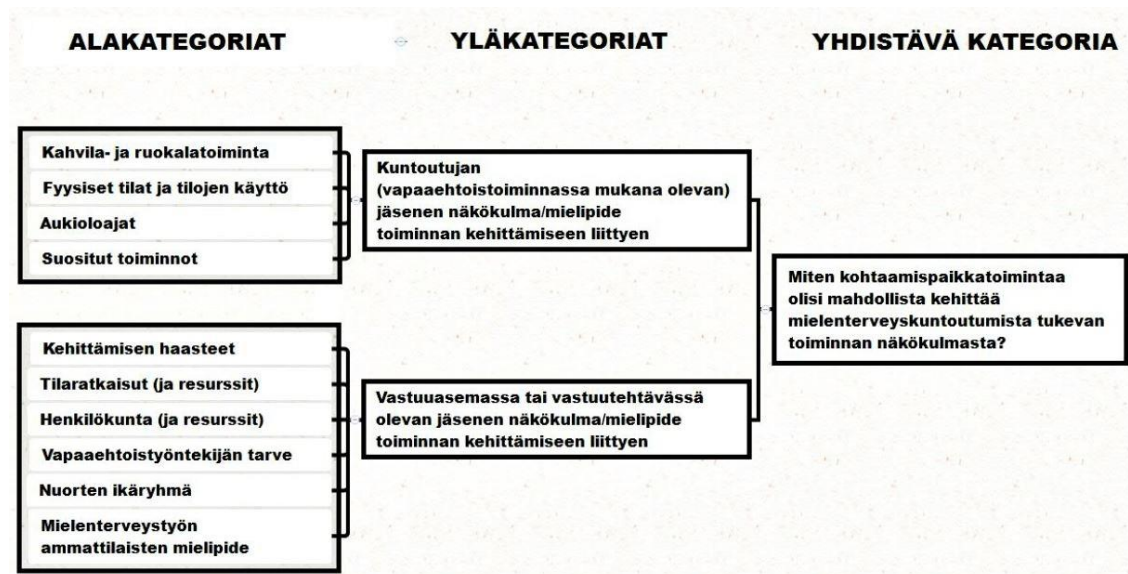 ALAKATEGORIAT
YLÄKATEGORIAT
YHDISTÄVÄ KATEGORIA
Kahvila- ja ruokalatoiminta
Fyysiset tilat ja tilojen käyttö
Aukioloajat
Suositut toiminnot
Kuntoutujan
(vapaaehtoistoiminnassa mukana olevan)
jäsenen näkökulma/mielipide
toiminnan kehittämiseen liittyen
Kehittämisen haasteet
Tilaratkaisut (ja resurssit)
Henkilökunta (ja resurssit)
Vapaaehtoistyöntekijän tarve
Nuorten ikäryhmä
Mielenterveystyön
ammattilaisten mielipide
Vastuuasemassa tai vastuutehtävässä
olevan jäsenen näkökulma/mielipide
toiminnan kehittämiseen liittyen
Miten kohtaamispaikkatoimintaa
olisi mahdollista kehittää
mielenterveyskuntoutumista tukevan
toiminnan näkökulmasta?